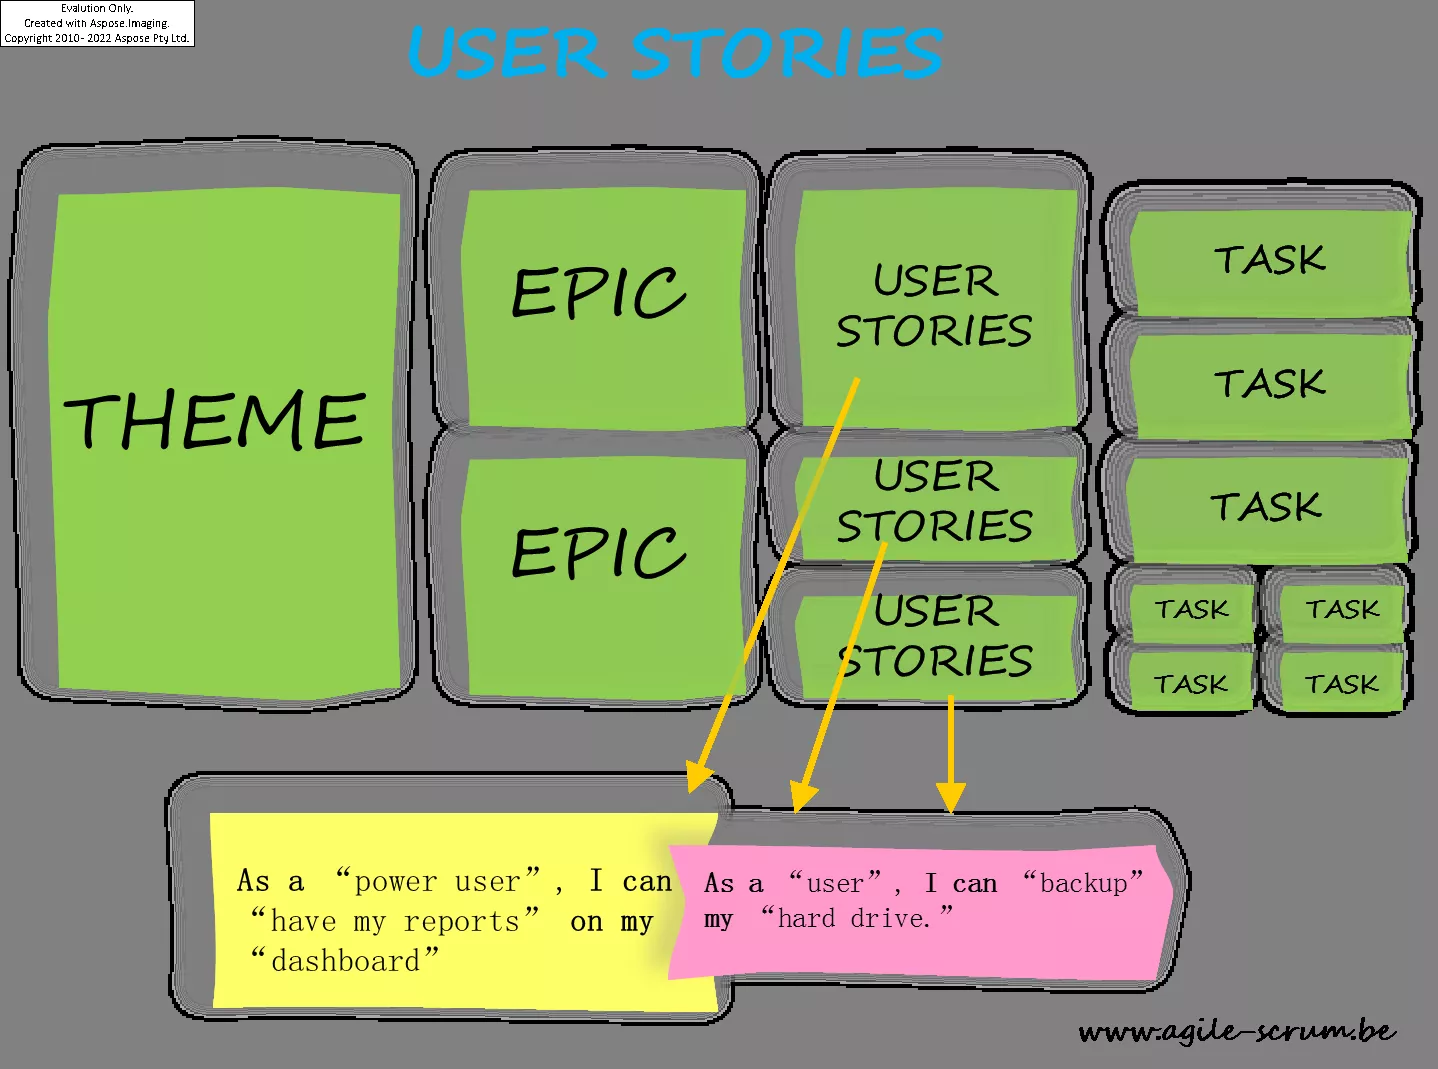 Evalution Only.
Created with Aspose.Imaging.
Copyright 2010- 2022 Aspose Pty Ltd.
USER STORIES
THEME
EPIC
EPIC
USER
STORIES
USER
STORIES
USER
STORIES
TASK
TASK
TASK
TASK TASK
TASK TASK
As a “power user”, I can
“have my reports” on my
“dashboard”
As a “user”, I can “backup”
my “hard drive.”
www.agile-scrum.be